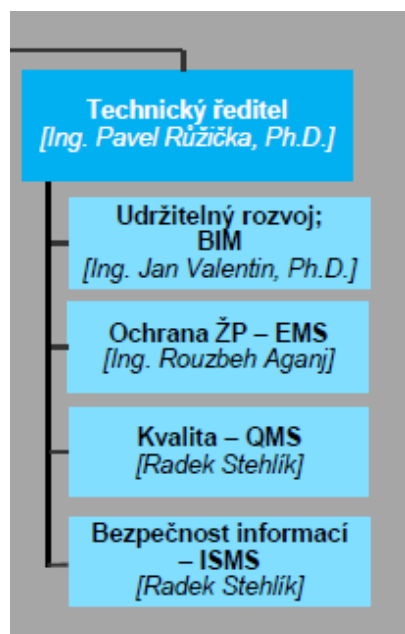 Technický ředitel
[Ing. Pavel Růžička, Ph.D.]
Udržitelný rozvoj;
BIM
[Ing. Jan Valentin, Ph.D.]
Ochrana ŽP – EMS
[Ing. Rouzbeh Aganj]
Kvalita – QMS
[Radek Stehlík]
Bezpečnost informací
– ISMS
[Radek Stehlík]